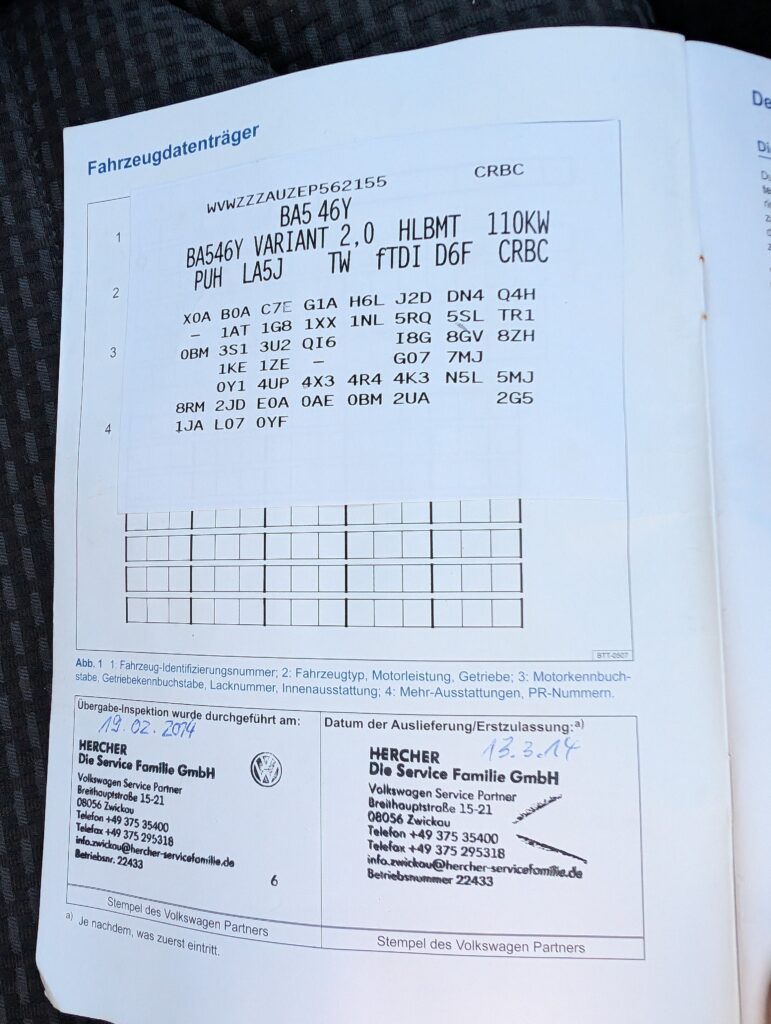 Fahrzeugdatenträger
WVWZZZAUZEP562155 CRBC
BA5 46Y
1
BA546Y VARIANT 2,0 HLBMT 110KW
PUH LA5J TW fTDI D6F CRBC
2
X0A B0A C7E G1A H6L J2D DN4 Q4H
– 1AT 1G8 1XX 1NL 5RQ 5SL TR1
3
0BM 3S1 3U2 QI6 I8G 8GV 8ZH
1KE 1ZE – G07 7MJ
0Y1 4UP 4X3 4R4 4K3 N5L 5MJ
8RM 2JD E0A 0AE 0BM 2UA 2G5
4
1JA L07 0YF
BTT-0507
Abb. 1 1. Fahrzeug-Identifizierungsnummer; 2: Fahrzeugtyp, Motorleistung, Getriebe; 3: Motorkennbuch-
stabe, Getriebekennbuchstabe, Lacknummer, Innenausstattung; 4: Mehr-Ausstattungen, PR-Nummern.
Übergabe-Inspektion wurde durchgeführt am:
19.02.2014
HERCHER
Die Service Familie GmbH
Volkswagen Service Partner
Breithauptstraße 15-21
08056 Zwickau
Telefon +49 375 35400
Telefax +49 375 295318
info.zwickau@hercher-servicefamilie.de
Betriebsnr. 22433
6
Stempel des Volkswagen Partners
Datum der Auslieferung/Erstzulassung:a)
13.3.14
HERCHER
Die Service Familie GmbH
Volkswagen Service Partner
Breithauptstraße 15-21
08056 Zwickau
Telefon +49 375 35400
Telefax +49 375 295318
info.zwickau@hercher-servicefamilie.de
Betriebsnummer 22433
Stempel des Volkswagen Partners
a) Je nachdem, was zuerst eintritt.
De
Di